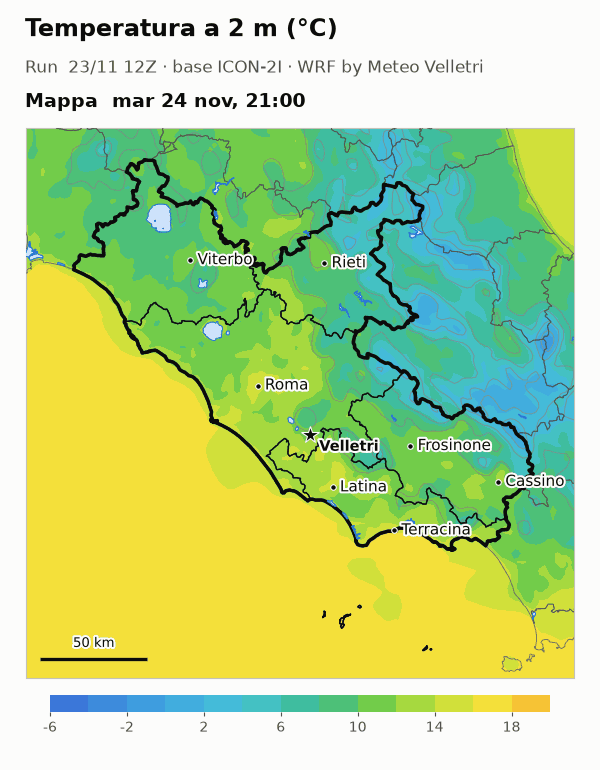 Temperatura a 2 m (°C)
Run  23/11 12Z · base ICON-2I · WRF by Meteo Velletri
Mappa  mar 24 nov, 21:00
Viterbo
Rieti
Roma
Velletri
Frosinone
Cassino
Latina
Terracina
50 km
-6 -2 2 6 10 14 18